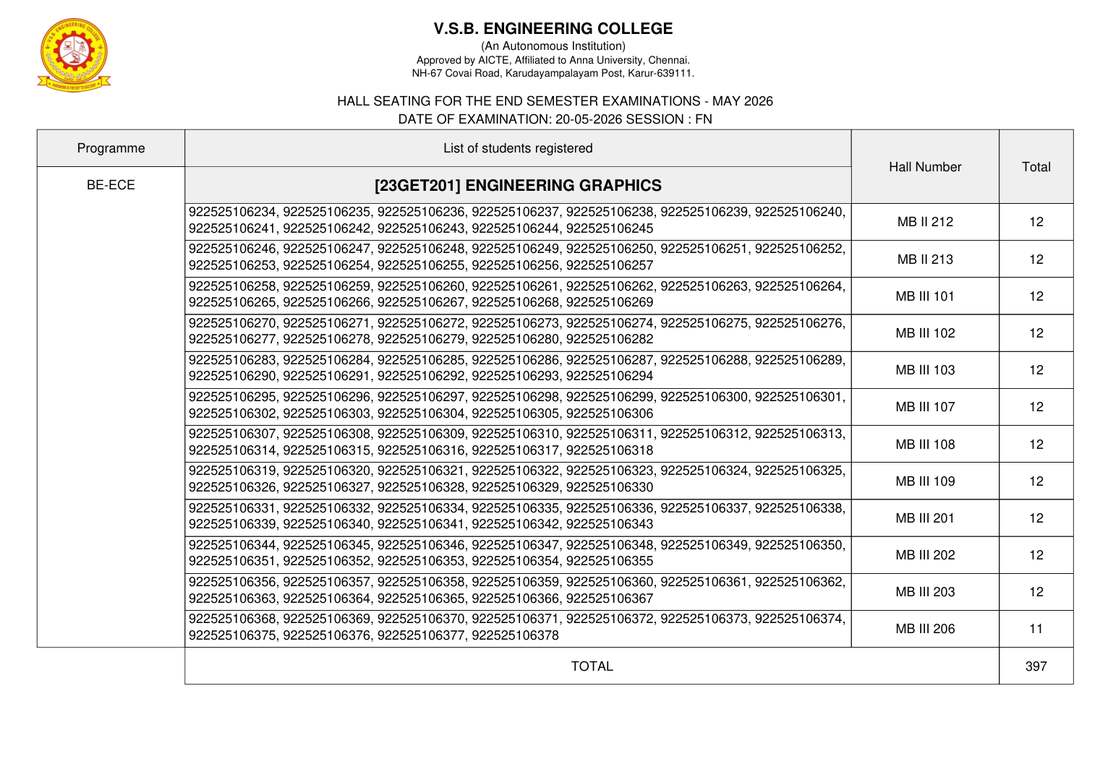 V.S.B. ENGINEERING COLLEGE
(An Autonomous Institution)
Approved by AICTE, Affiliated to Anna University, Chennai.
NH-67 Covai Road, Karudayampalayam Post, Karur-639111.
HALL SEATING FOR THE END SEMESTER EXAMINATIONS - MAY 2026
DATE OF EXAMINATION: 20-05-2026 SESSION : FN
Programme
List of students registered
Hall Number
Total
BE-ECE
[23GET201] ENGINEERING GRAPHICS
922525106234, 922525106235, 922525106236, 922525106237, 922525106238, 922525106239, 922525106240,
922525106241, 922525106242, 922525106243, 922525106244, 922525106245
MB II 212
12
922525106246, 922525106247, 922525106248, 922525106249, 922525106250, 922525106251, 922525106252,
922525106253, 922525106254, 922525106255, 922525106256, 922525106257
MB II 213
12
922525106258, 922525106259, 922525106260, 922525106261, 922525106262, 922525106263, 922525106264,
922525106265, 922525106266, 922525106267, 922525106268, 922525106269
MB III 101
12
922525106270, 922525106271, 922525106272, 922525106273, 922525106274, 922525106275, 922525106276,
922525106277, 922525106278, 922525106279, 922525106280, 922525106282
MB III 102
12
922525106283, 922525106284, 922525106285, 922525106286, 922525106287, 922525106288, 922525106289,
922525106290, 922525106291, 922525106292, 922525106293, 922525106294
MB III 103
12
922525106295, 922525106296, 922525106297, 922525106298, 922525106299, 922525106300, 922525106301,
922525106302, 922525106303, 922525106304, 922525106305, 922525106306
MB III 107
12
922525106307, 922525106308, 922525106309, 922525106310, 922525106311, 922525106312, 922525106313,
922525106314, 922525106315, 922525106316, 922525106317, 922525106318
MB III 108
12
922525106319, 922525106320, 922525106321, 922525106322, 922525106323, 922525106324, 922525106325,
922525106326, 922525106327, 922525106328, 922525106329, 922525106330
MB III 109
12
922525106331, 922525106332, 922525106334, 922525106335, 922525106336, 922525106337, 922525106338,
922525106339, 922525106340, 922525106341, 922525106342, 922525106343
MB III 201
12
922525106344, 922525106345, 922525106346, 922525106347, 922525106348, 922525106349, 922525106350,
922525106351, 922525106352, 922525106353, 922525106354, 922525106355
MB III 202
12
922525106356, 922525106357, 922525106358, 922525106359, 922525106360, 922525106361, 922525106362,
922525106363, 922525106364, 922525106365, 922525106366, 922525106367
MB III 203
12
922525106368, 922525106369, 922525106370, 922525106371, 922525106372, 922525106373, 922525106374,
922525106375, 922525106376, 922525106377, 922525106378
MB III 206
11
TOTAL
397